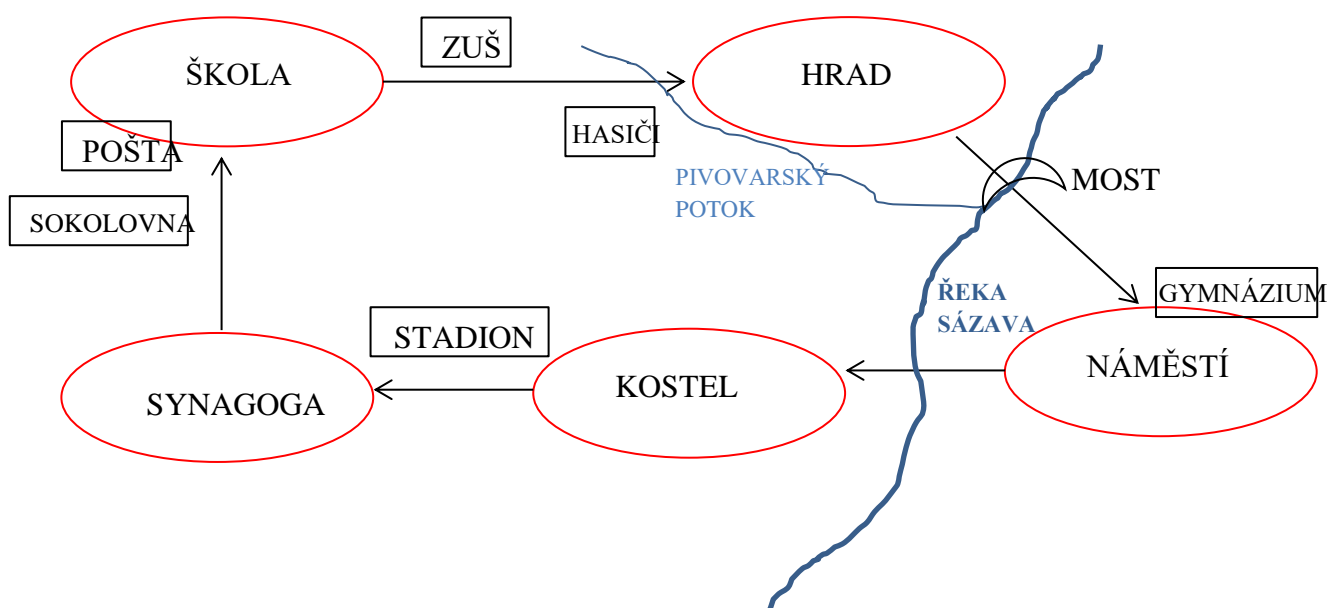 ZUŠ
ŠKOLA
HRAD
HASIČI
POŠTA
PIVOVARSKÝ
POTOK
MOST
SOKOLOVNA
ŘEKA
SÁZAVA
GYMNÁZIUM
STADION
NÁMĚSTÍ
KOSTEL
SYNAGOGA